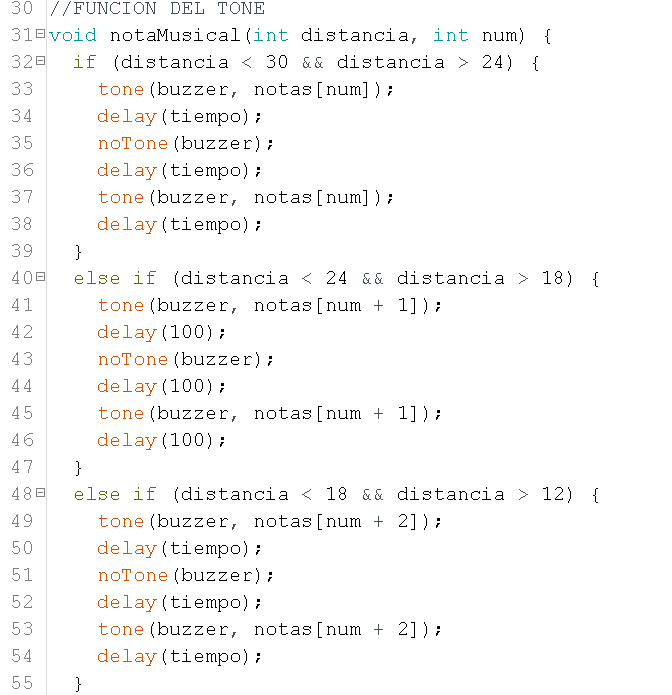 30 //FUNCION DEL TONE
31 void notaMusical(int distancia, int num) {
32   if (distancia < 30 && distancia > 24) {
33     tone(buzzer, notas[num]);
34     delay(tiempo);
35     noTone(buzzer);
36     delay(tiempo);
37     tone(buzzer, notas[num]);
38     delay(tiempo);
39   }
40   else if (distancia < 24 && distancia > 18) {
41     tone(buzzer, notas[num + 1]);
42     delay(100);
43     noTone(buzzer);
44     delay(100);
45     tone(buzzer, notas[num + 1]);
46     delay(100);
47   }
48   else if (distancia < 18 && distancia > 12) {
49     tone(buzzer, notas[num + 2]);
50     delay(tiempo);
51     noTone(buzzer);
52     delay(tiempo);
53     tone(buzzer, notas[num + 2]);
54     delay(tiempo);
55   }